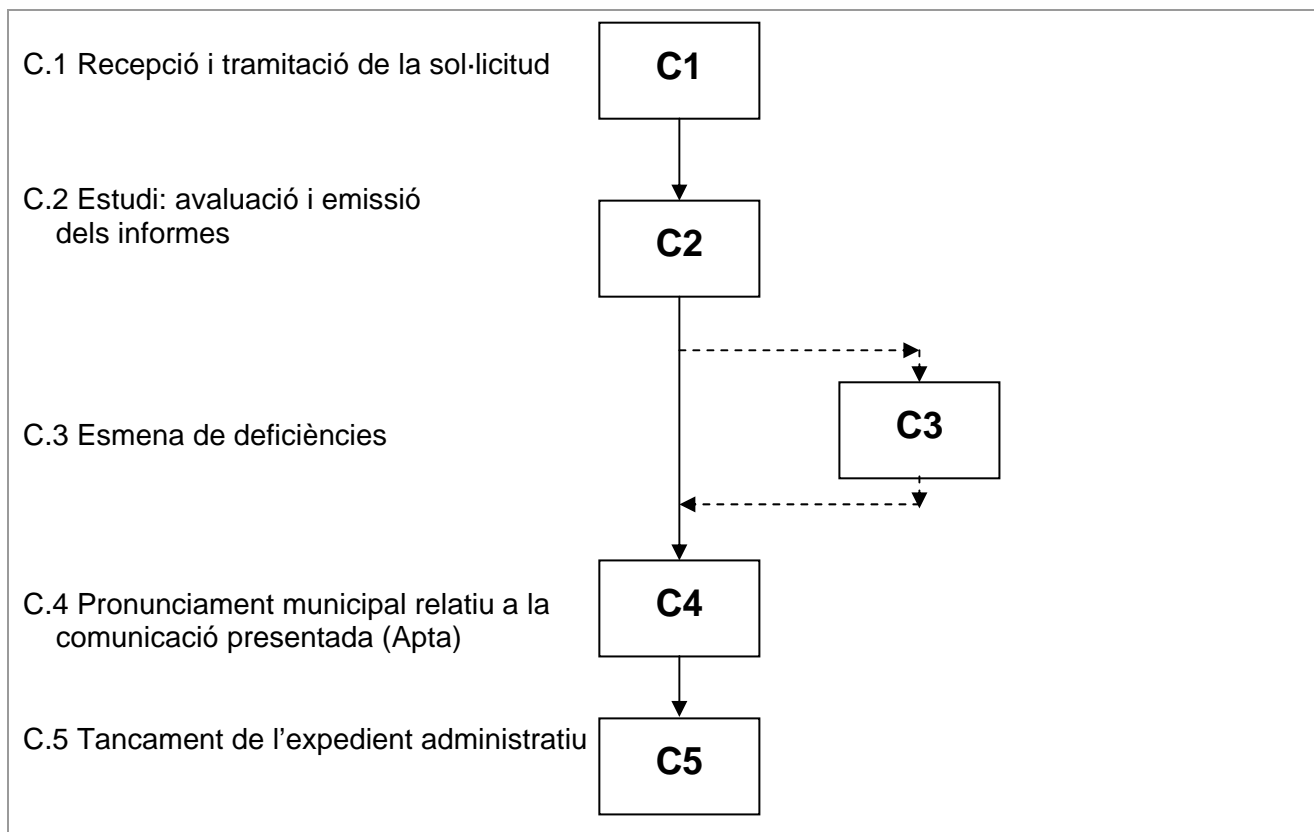 C.1 Recepció i tramitació de la sol·licitud
C1
C.2 Estudi: avaluació i emissió
dels informes
C2
C.3 Esmena de deficiències
C3
C.4 Pronunciament municipal relatiu a la
comunicació presentada (Apta)
C4
C.5 Tancament de l’expedient administratiu
C5